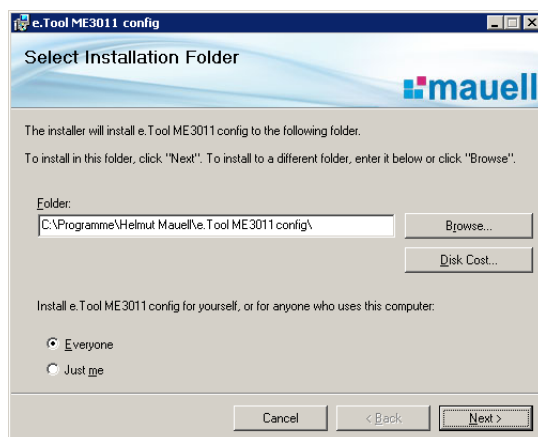 e.Tool ME3011 config
Select Installation Folder
mauell
The installer will install e.Tool ME3011 config to the following folder.
To install in this folder, click "Next". To install to a different folder, enter it below or click "Browse".
Folder:
C:\Programme\Helmut Mauell\e.Tool ME3011 config\
Browse...
Disk Cost...
Install e.Tool ME3011 config for yourself, or for anyone who uses this computer:
Everyone
Just me
Cancel
< Back
Next >